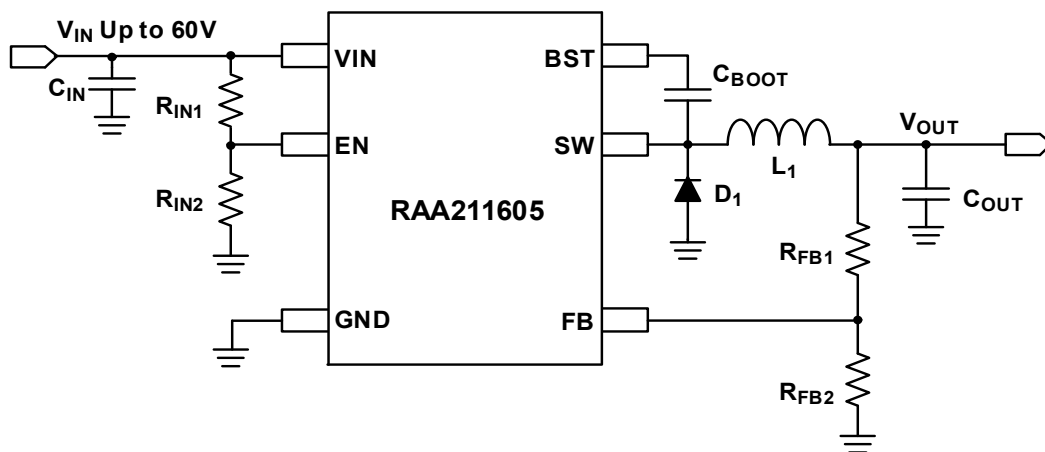 V_IN Up to 60V
C_IN
R_IN1
R_IN2
VIN
EN
GND
RAA211605
BST
SW
FB
C_BOOT
L_1
D_1
V_OUT
C_OUT
R_FB1
R_FB2